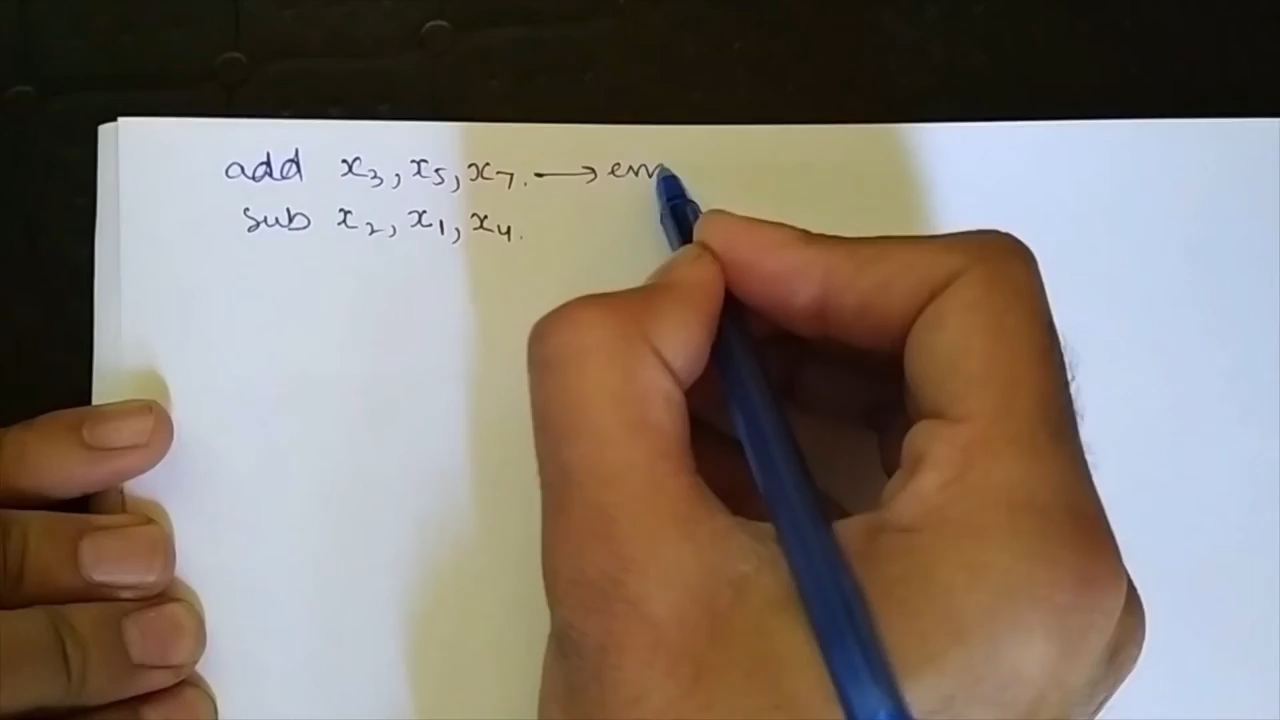 add x₃, x₅, x₇. → em
sub x₂, x₁, x₄.